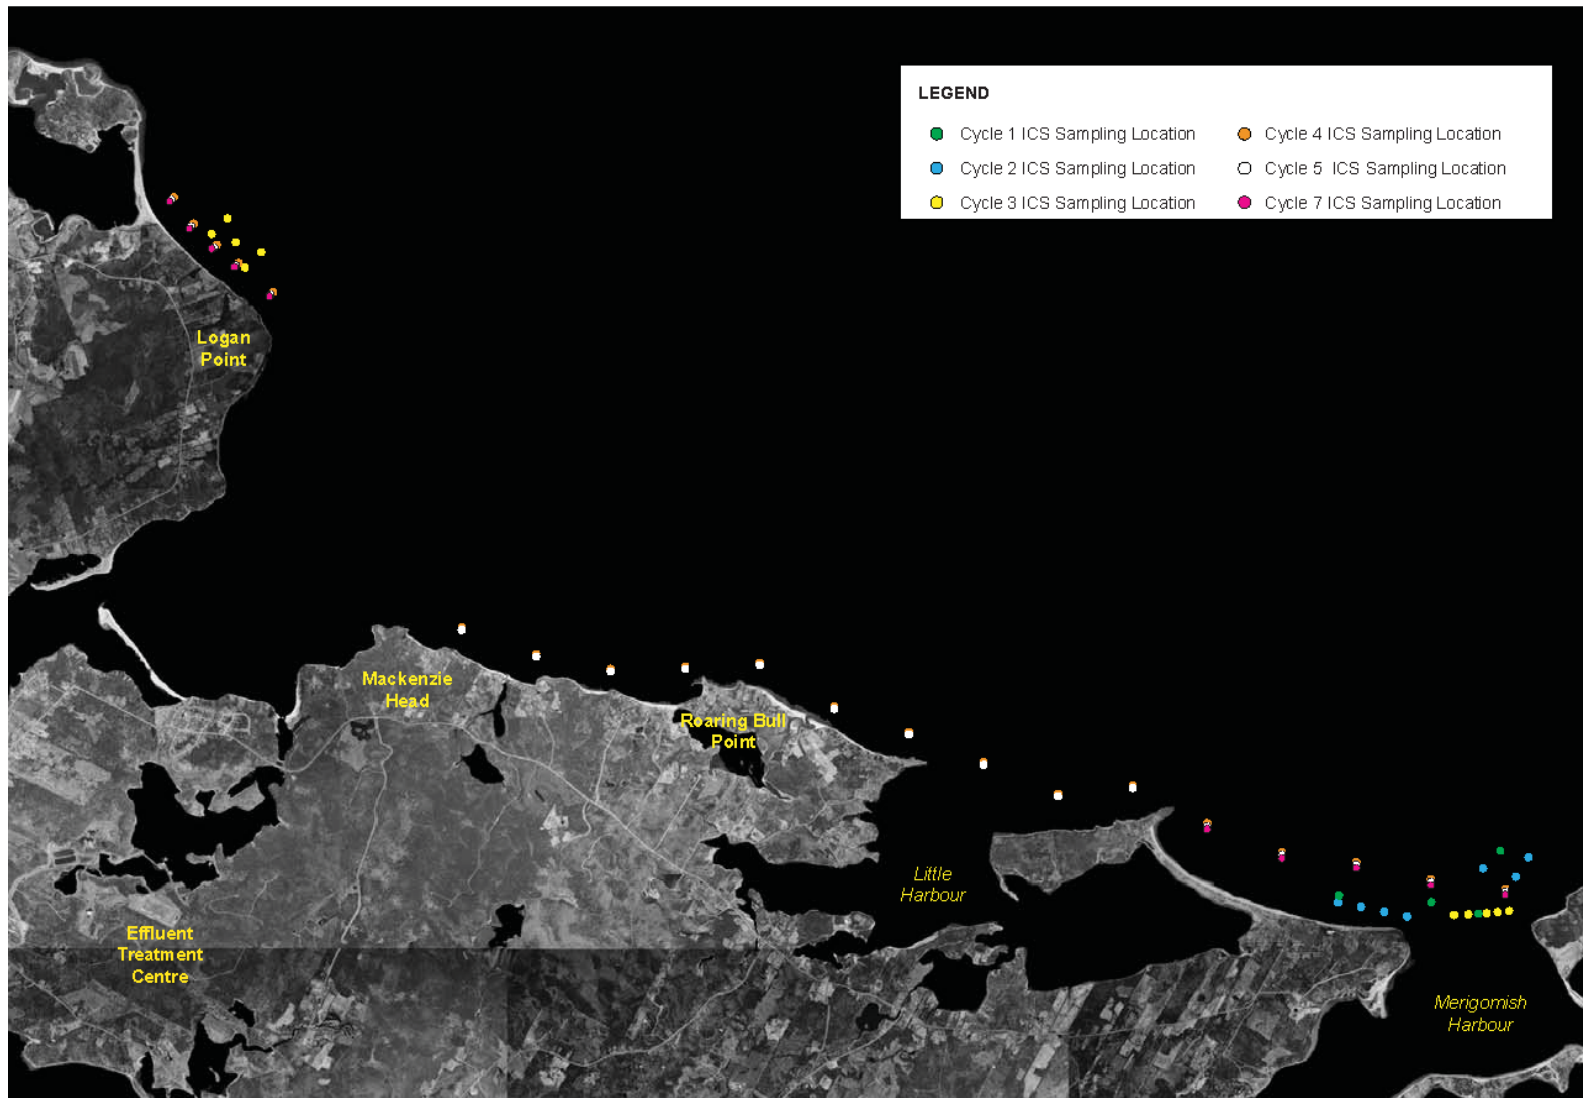 LEGEND
Cycle 1 ICS Sampling Location
Cycle 4 ICS Sampling Location
Cycle 2 ICS Sampling Location
Cycle 5 ICS Sampling Location
Cycle 3 ICS Sampling Location
Cycle 7 ICS Sampling Location
Logan
Point
Mackenzie
Head
Roaring Bull
Point
Little
Harbour
Effluent
Treatment
Centre
Merigomish
Harbour